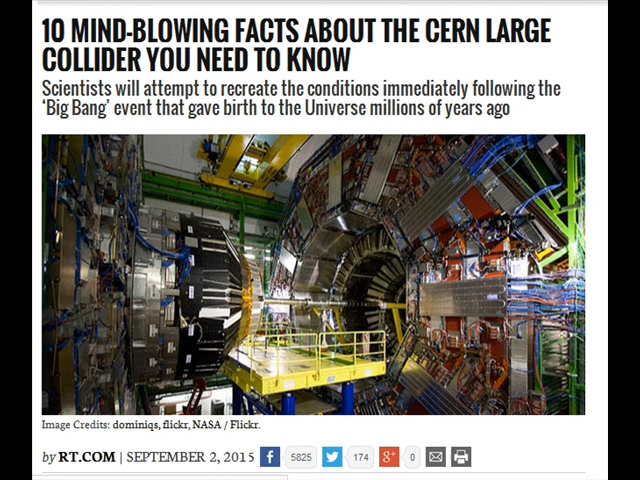 10 MIND-BLOWING FACTS ABOUT THE CERN LARGE
COLLIDER YOU NEED TO KNOW
Scientists will attempt to recreate the conditions immediately following the
‘Big Bang’ event that gave birth to the Universe millions of years ago
Image Credits: dominiqs, flickr, NASA / Flickr.
by RT.COM | SEPTEMBER 2, 2015 f 5825 174 g+ 0